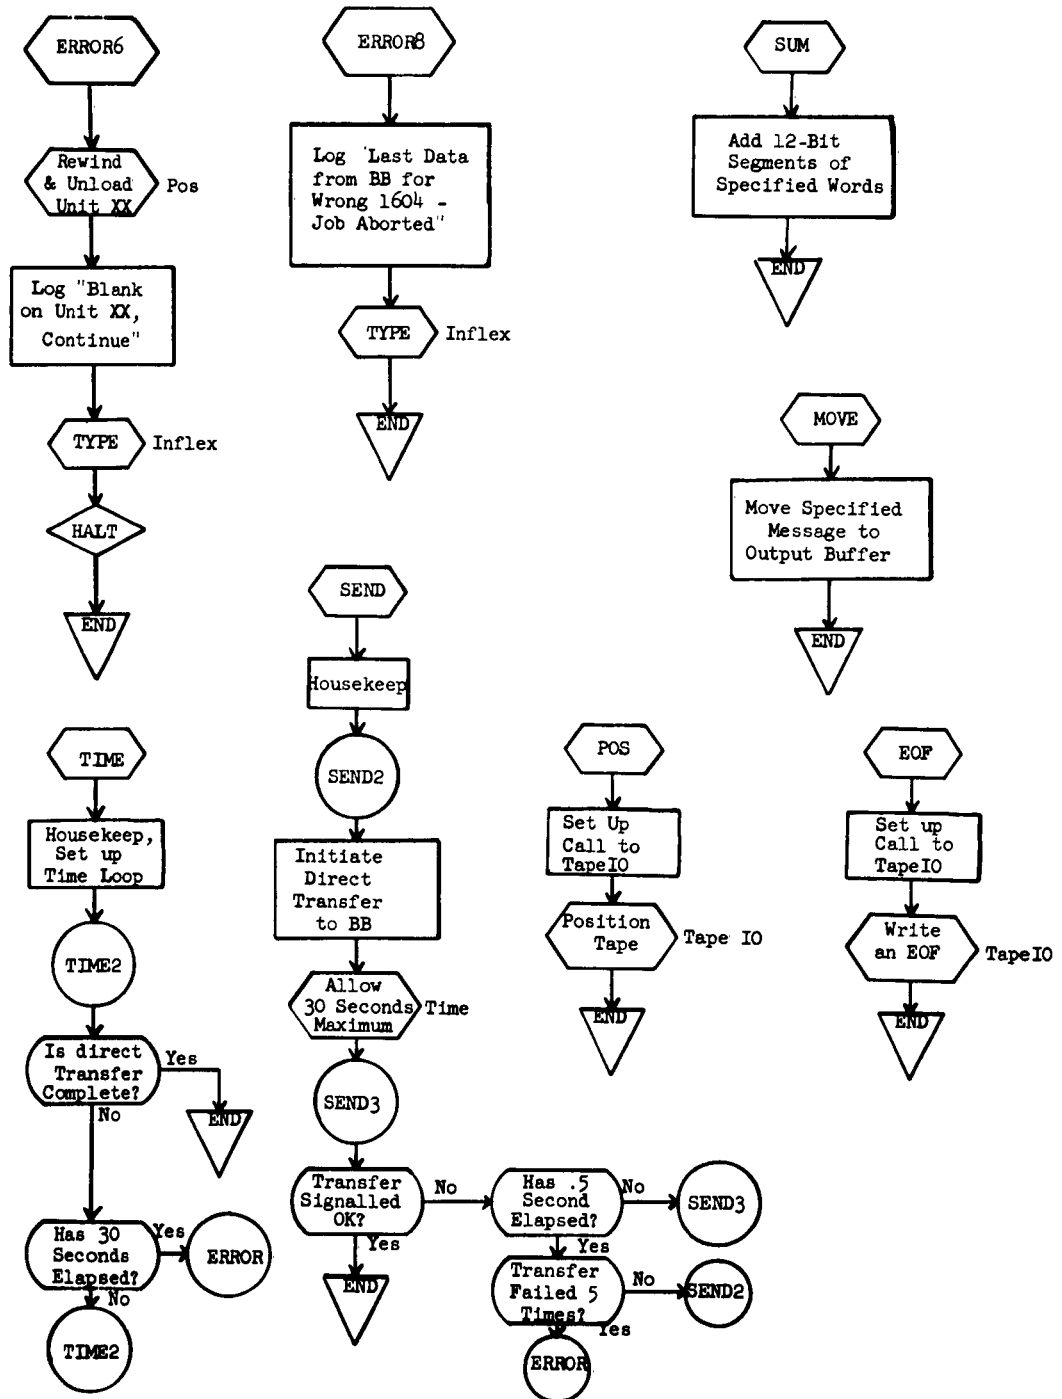 ERROR6
Rewind
& Unload
Unit XX
Pos
Log "Blank
on Unit XX,
Continue"
TYPE
Inflex
HALT
END
ERROR8
Log 'Last Data
from BB for
Wrong 1604 -
Job Aborted"
TYPE
Inflex
END
SUM
Add 12-Bit
Segments of
Specified Words
END
MOVE
Move Specified
Message to
Output Buffer
END
TIME
Housekeep,
Set up
Time Loop
TIME2
Is direct
Transfer
Complete?
Yes
END
No
Has 30
Seconds
Elapsed?
Yes
ERROR
No
TIME2
SEND
Housekeep
SEND2
Initiate
Direct
Transfer
to BB
Allow
30 Seconds
Maximum
Time
SEND3
Transfer
Signalled
OK?
Yes
END
No
Has .5
Second
Elapsed?
No
SEND3
Yes
Transfer
Failed 5
Times?
No
SEND2
Yes
ERROR
POS
Set Up
Call to
TapeIO
Position
Tape
Tape IO
END
EOF
Set up
Call to
TapeIO
Write
an EOF
TapeIO
END